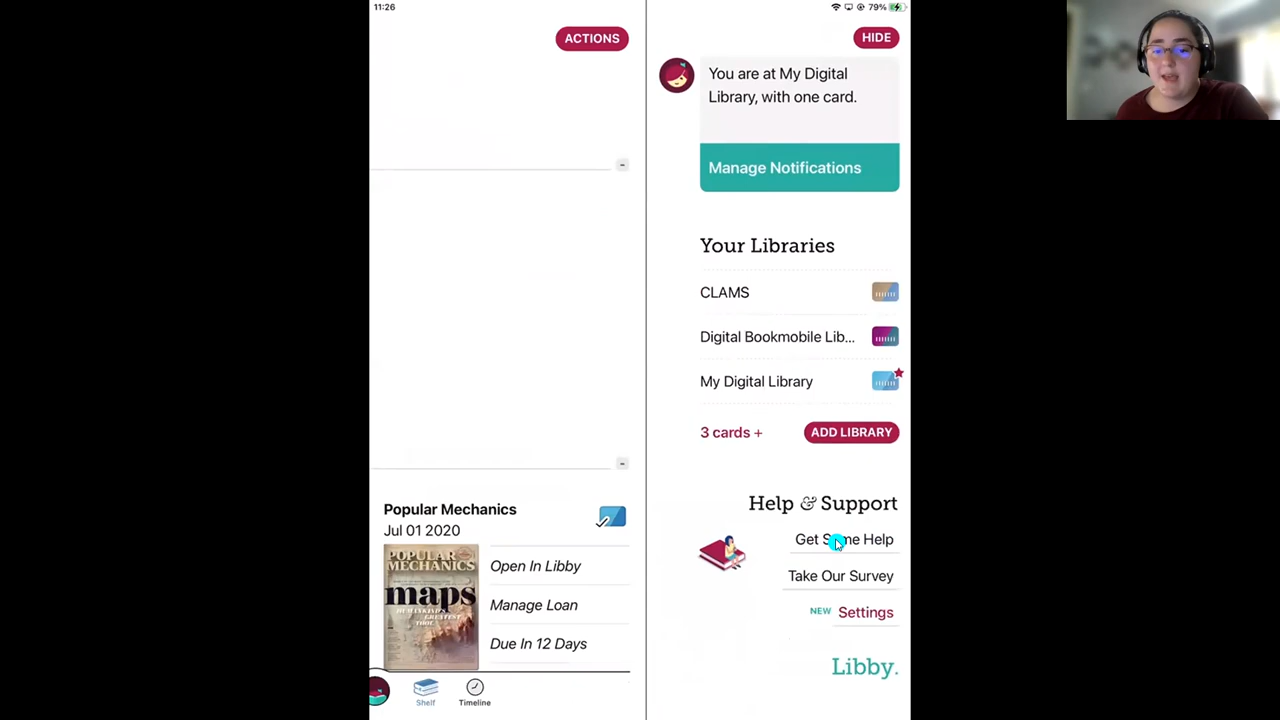 11:26
79%
ACTIONS
HIDE
You are at My Digital
Library, with one card.
Manage Notifications
Your Libraries
CLAMS
Digital Bookmobile Lib...
My Digital Library
3 cards +
ADD LIBRARY
Help & Support
Get Some Help
Take Our Survey
NEW Settings
Libby.
Popular Mechanics
Jul 01 2020
POPULAR
MECHANICS
maps
Open In Libby
Manage Loan
Due In 12 Days
Shelf
Timeline